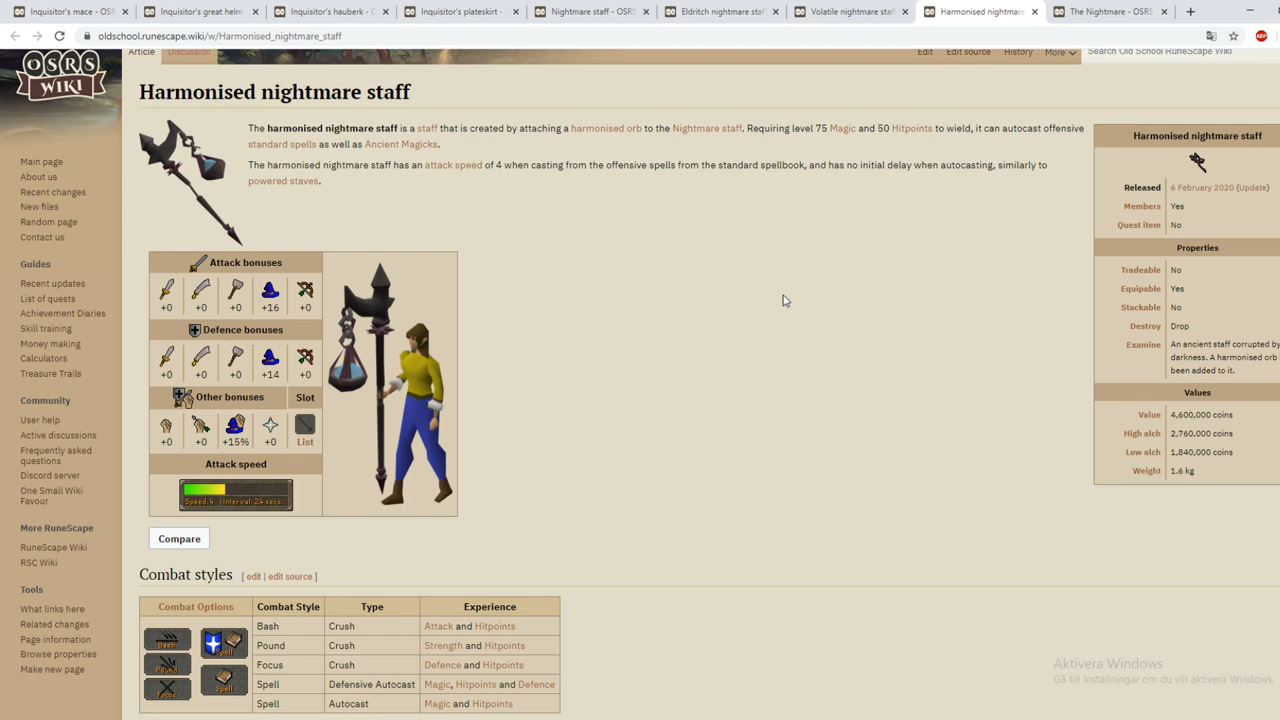 Inquisitor's mace - OSR
Inquisitor's great helm
Inquisitor's hauberk - O
Inquisitor's plateskirt -
Nightmare staff - OSRS
Eldritch nightmare staff
Volatile nightmare staff
Harmonised nightmare
The Nightmare - OSRS
oldschool.runescape.wiki/w/Harmonised_nightmare_staff
ABP
OSRS
WIKI
Article
Discussion
Edit
Edit source
History
More
Search Old School RuneScape Wiki
Main page
About us
Recent changes
New files
Random page
Contact us
Guides
Recent updates
List of quests
Achievement Diaries
Skill training
Money making
Calculators
Treasure Trails
Community
User help
Active discussions
Frequently asked
questions
Discord server
One Small Wiki
Favour
More RuneScape
RuneScape Wiki
RSC Wiki
Tools
What links here
Related changes
Page information
Browse properties
Make new page
Harmonised nightmare staff
The harmonised nightmare staff is a staff that is created by attaching a harmonised orb to the Nightmare staff. Requiring level 75 Magic and 50 Hitpoints to wield, it can autocast offensive
standard spells as well as Ancient Magicks.
The harmonised nightmare staff has an attack speed of 4 when casting from the offensive spells from the standard spellbook, and has no initial delay when autocasting, similarly to
powered staves.
Attack bonuses
+0 +0 +0 +16 +0
Defence bonuses
+0 +0 +0 +14 +0
Other bonuses Slot
+0 +0 +15% +0 List
Attack speed
Speed: 4 Interval: 2.4 secs.
Compare
Combat styles [ edit | edit source ]
Combat Options Combat Style Type Experience
Bash Crush Attack and Hitpoints
Pound Crush Strength and Hitpoints
Focus Crush Defence and Hitpoints
Spell Defensive Autocast Magic, Hitpoints and Defence
Spell Autocast Magic and Hitpoints
Bash
Spell
Pound
Focus
Spell
Harmonised nightmare staff
Released 6 February 2020 (Update)
Members Yes
Quest item No
Properties
Tradeable No
Equipable Yes
Stackable No
Destroy Drop
Examine An ancient staff corrupted by
darkness. A harmonised orb
been added to it.
Values
Value 4,600,000 coins
High alch 2,760,000 coins
Low alch 1,840,000 coins
Weight 1.6 kg
Aktivera Windows
Gå till Inställningar om du vill aktivera Windows.